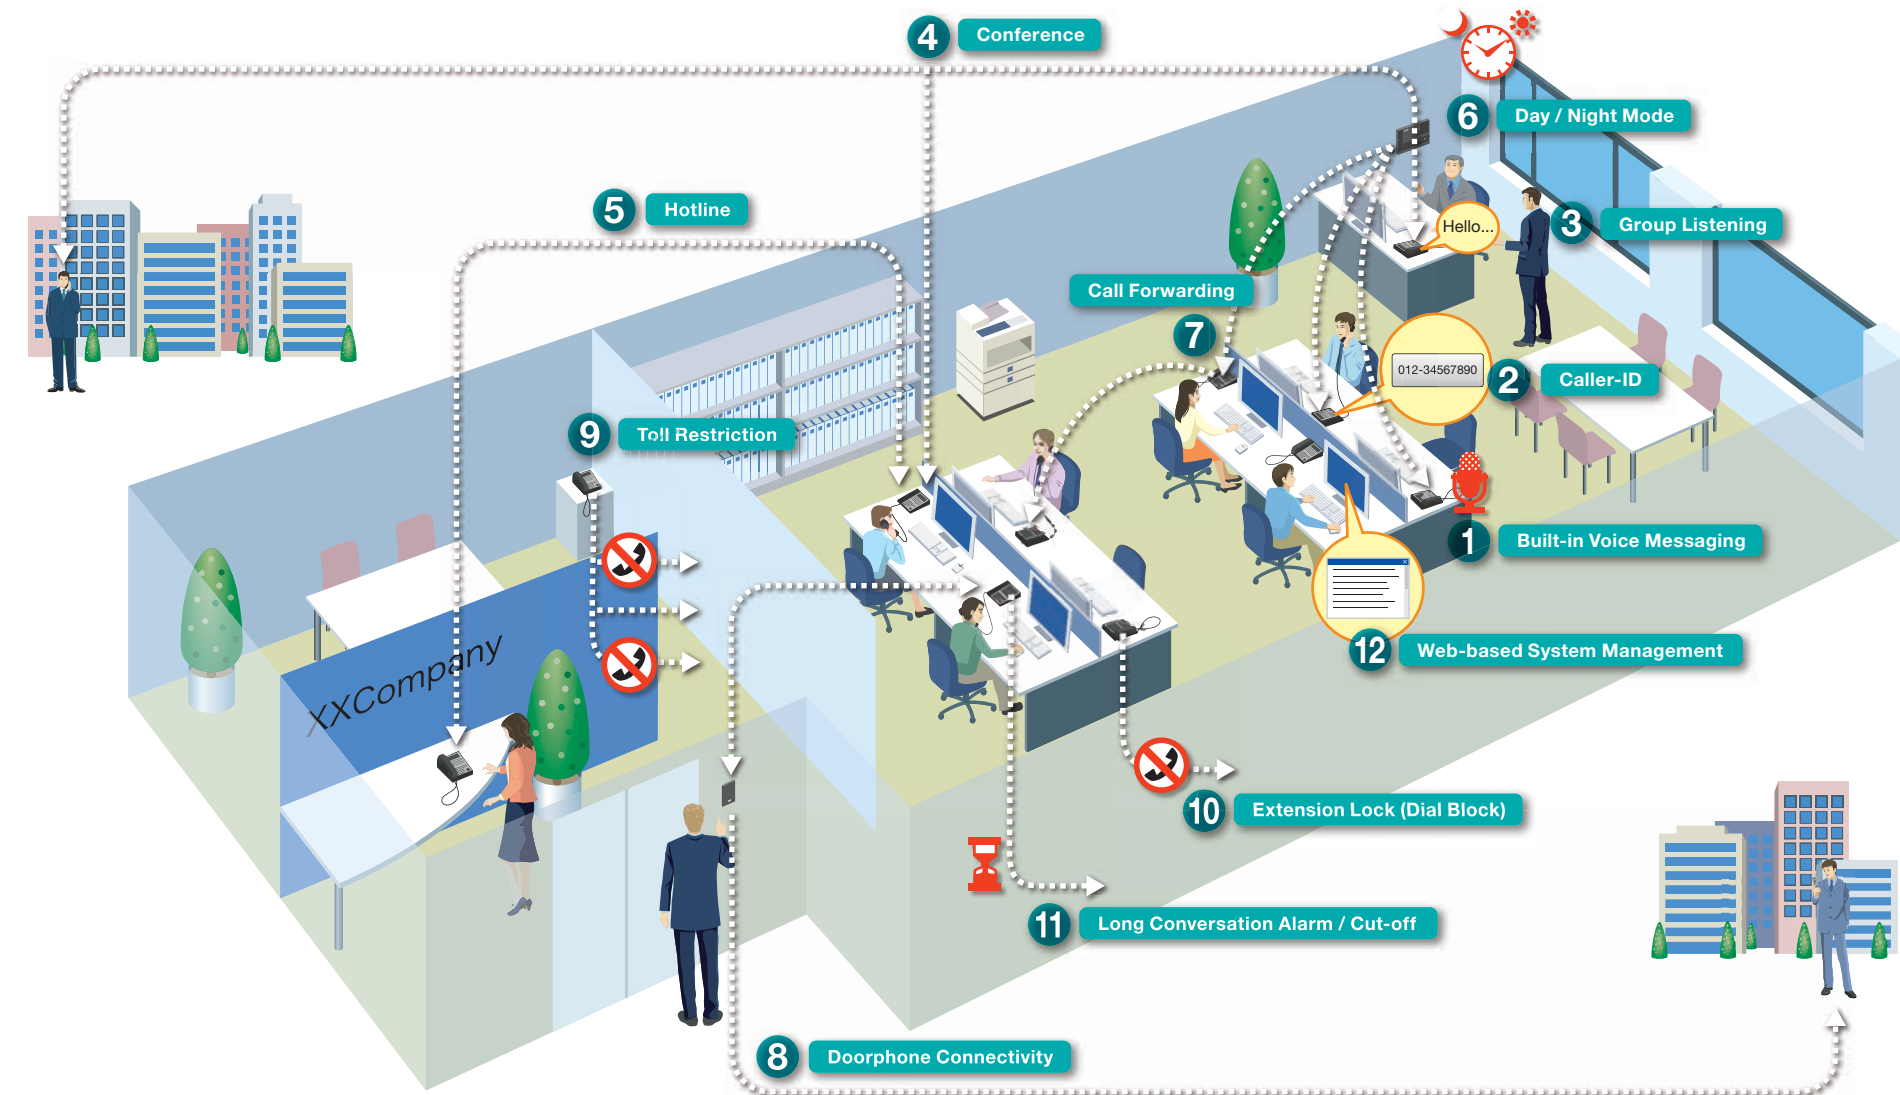 4 Conference
6 Day / Night Mode
5 Hotline
3 Group Listening
Hello...
Call Forwarding
7
012-34567890
2 Caller-ID
9 Toll Restriction
1 Built-in Voice Messaging
12 Web-based System Management
XXCompany
10 Extension Lock (Dial Block)
11 Long Conversation Alarm / Cut-off
8 Doorphone Connectivity